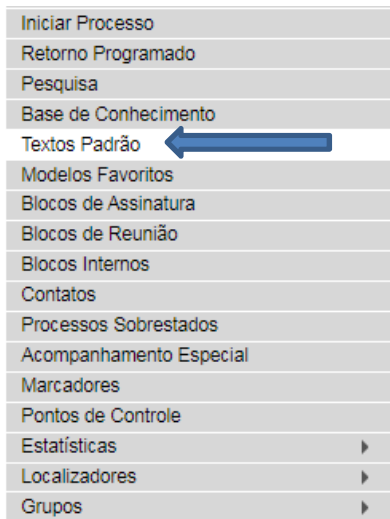 Iniciar Processo
Retorno Programado
Pesquisa
Base de Conhecimento
Textos Padrão
Modelos Favoritos
Blocos de Assinatura
Blocos de Reunião
Blocos Internos
Contatos
Processos Sobrestados
Acompanhamento Especial
Marcadores
Pontos de Controle
Estatísticas
Localizadores
Grupos